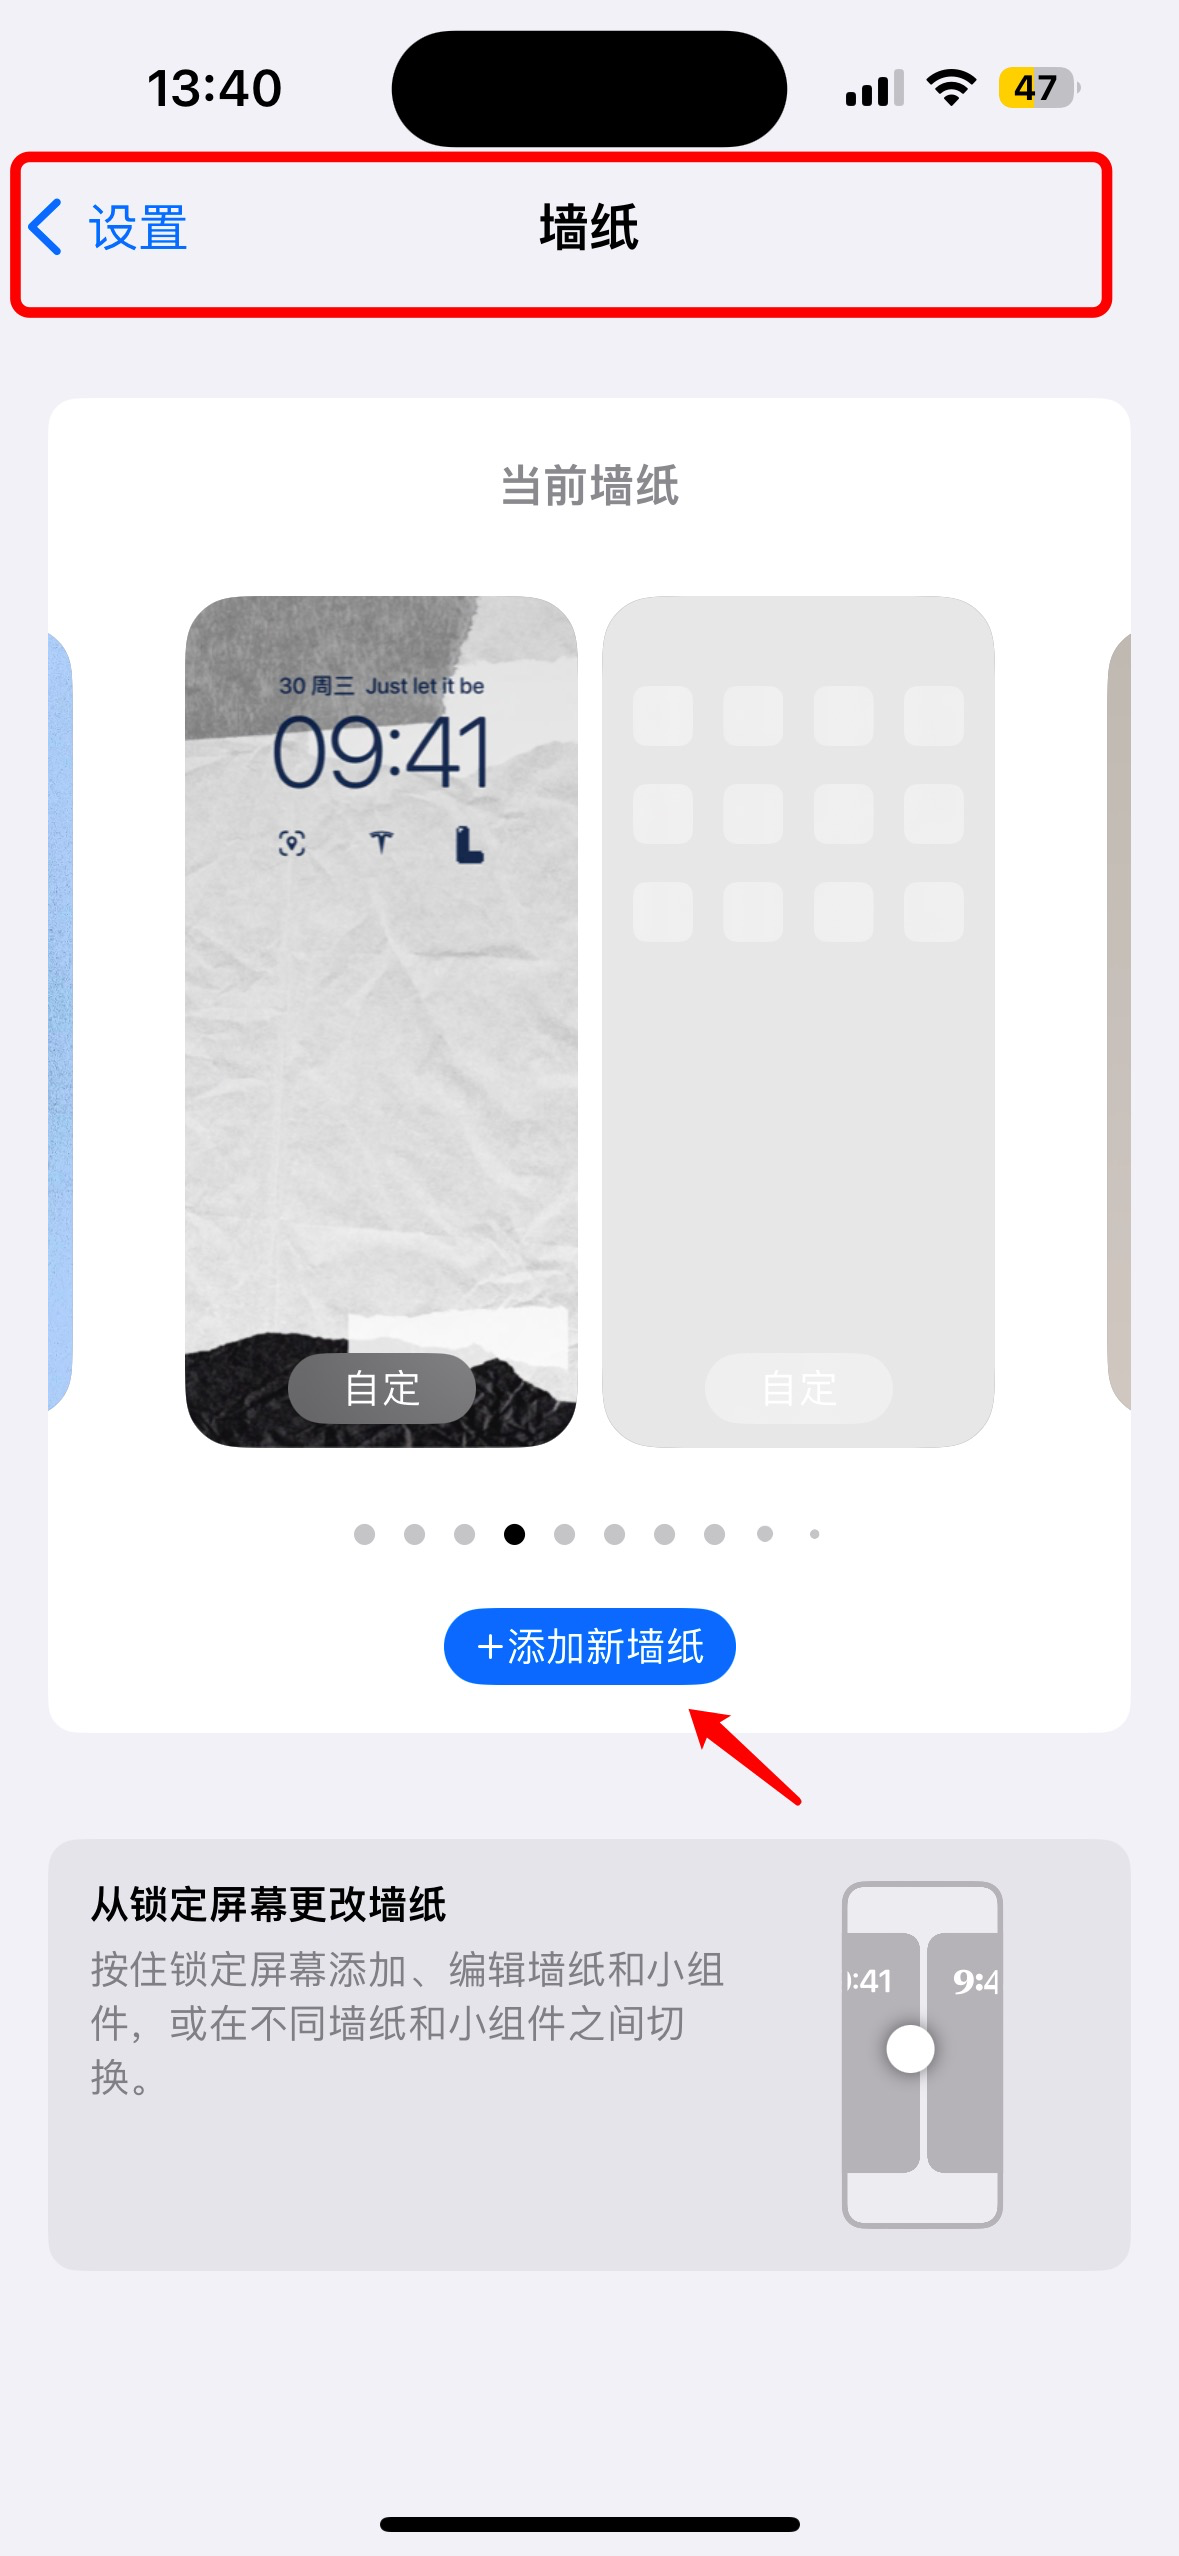 13:40
47
设置
墙纸
当前墙纸
30 周三 Just let it be
09:41
自定
自定
+添加新墙纸
从锁定屏幕更改墙纸
按住锁定屏幕添加、编辑墙纸和小组
件，或在不同墙纸和小组件之间切
换。
:41
9:4